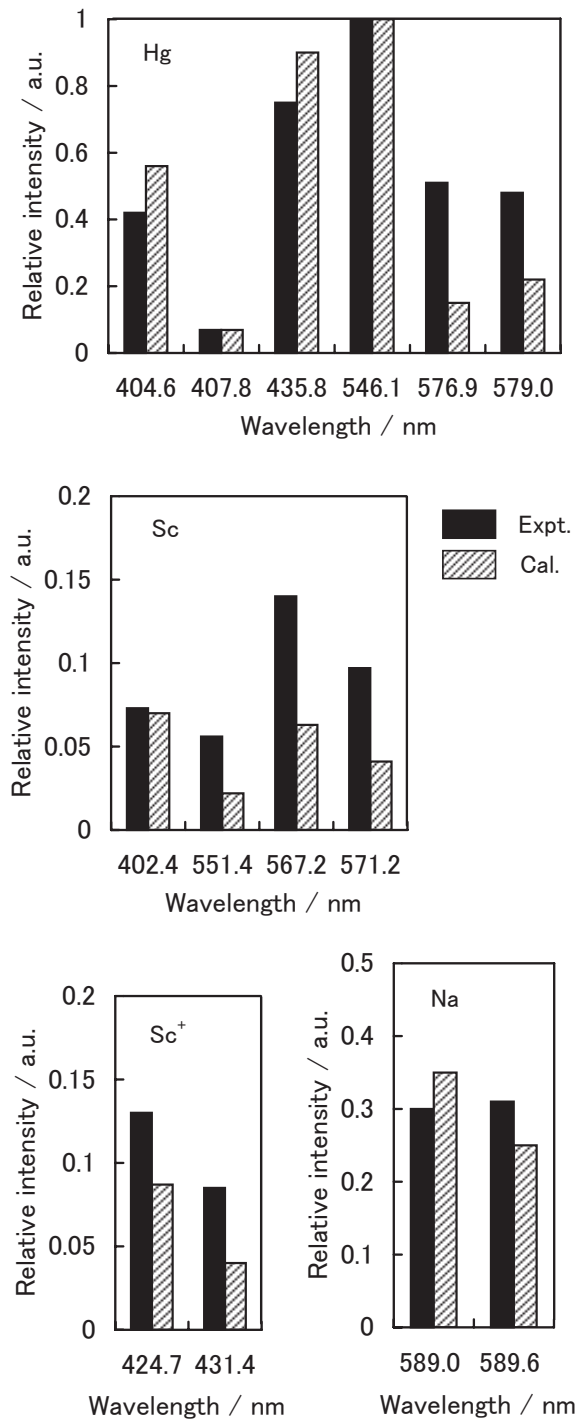 Hg
Relative intensity / a.u.
1
0.8
0.6
0.4
0.2
0
404.6 407.8 435.8 546.1 576.9 579.0
Wavelength / nm
Sc
Relative intensity / a.u.
0.2
0.15
0.1
0.05
0
402.4 551.4 567.2 571.2
Wavelength / nm
Expt.
Cal.
Sc⁺
Relative intensity / a.u.
0.2
0.15
0.1
0.05
0
424.7 431.4
Wavelength / nm
Na
Relative intensity / a.u.
0.5
0.4
0.3
0.2
0.1
0
589.0 589.6
Wavelength / nm